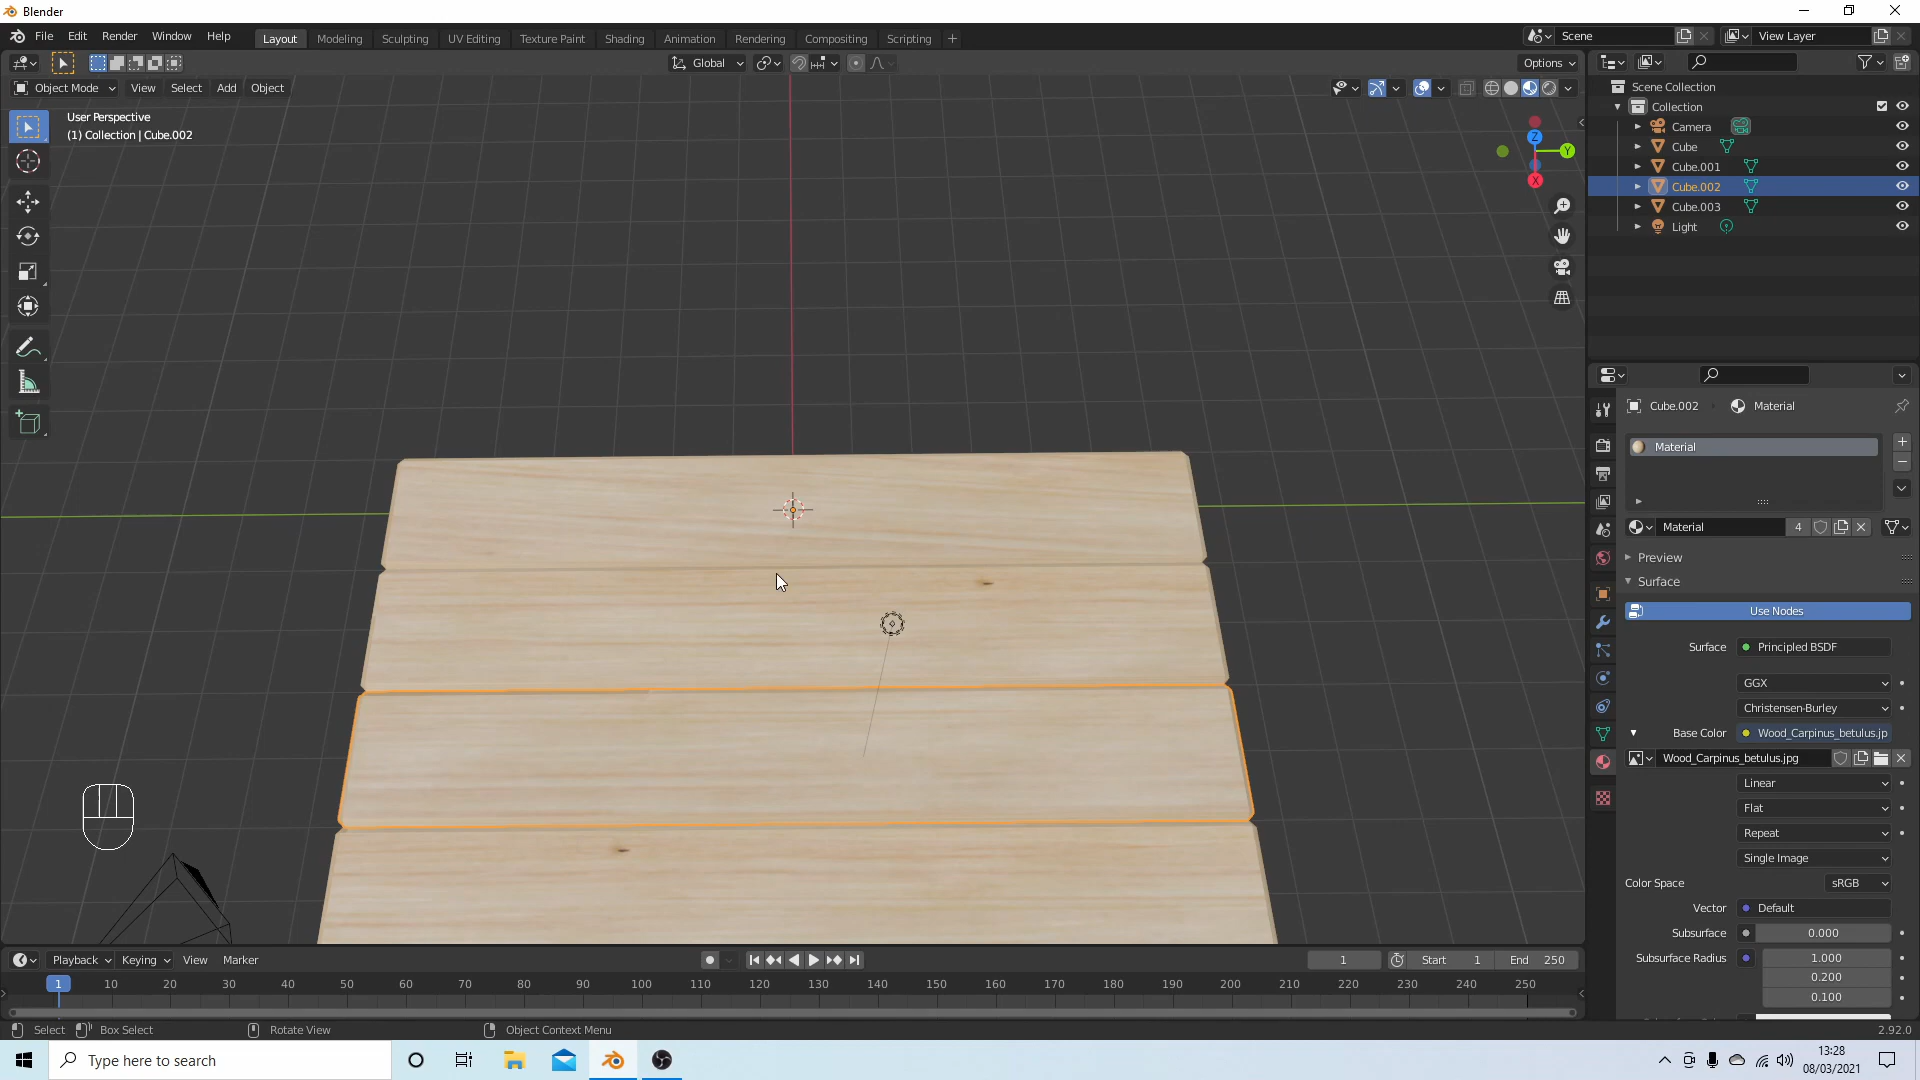 Blender
File Edit Render Window Help
Layout Modeling Sculpting UV Editing Texture Paint Shading Animation Rendering Compositing Scripting
Scene
View Layer
Global
Options
Object Mode View Select Add Object
User Perspective
(1) Collection | Cube.002
Z
Y
X
Scene Collection
Collection
Camera
Cube
Cube.001
Cube.002
Cube.003
Light
Cube.002 Material
Material
Material 4
Preview
Surface
Use Nodes
Surface Principled BSDF
GGX
Christensen-Burley
Base Color Wood_Carpinus_betulus.jp
Wood_Carpinus_betulus.jpg
Linear
Flat
Repeat
Single Image
Color Space sRGB
Vector Default
Subsurface 0.000
Subsurface Radius 1.000
0.200
0.100
Playback Keying View Marker
1 Start 1 End 250
1 10 20 30 40 50 60 70 80 90 100 110 120 130 140 150 160 170 180 190 200 210 220 230 240 250
Select Box Select Rotate View Object Context Menu
2.92.0
Type here to search
13:28
08/03/2021